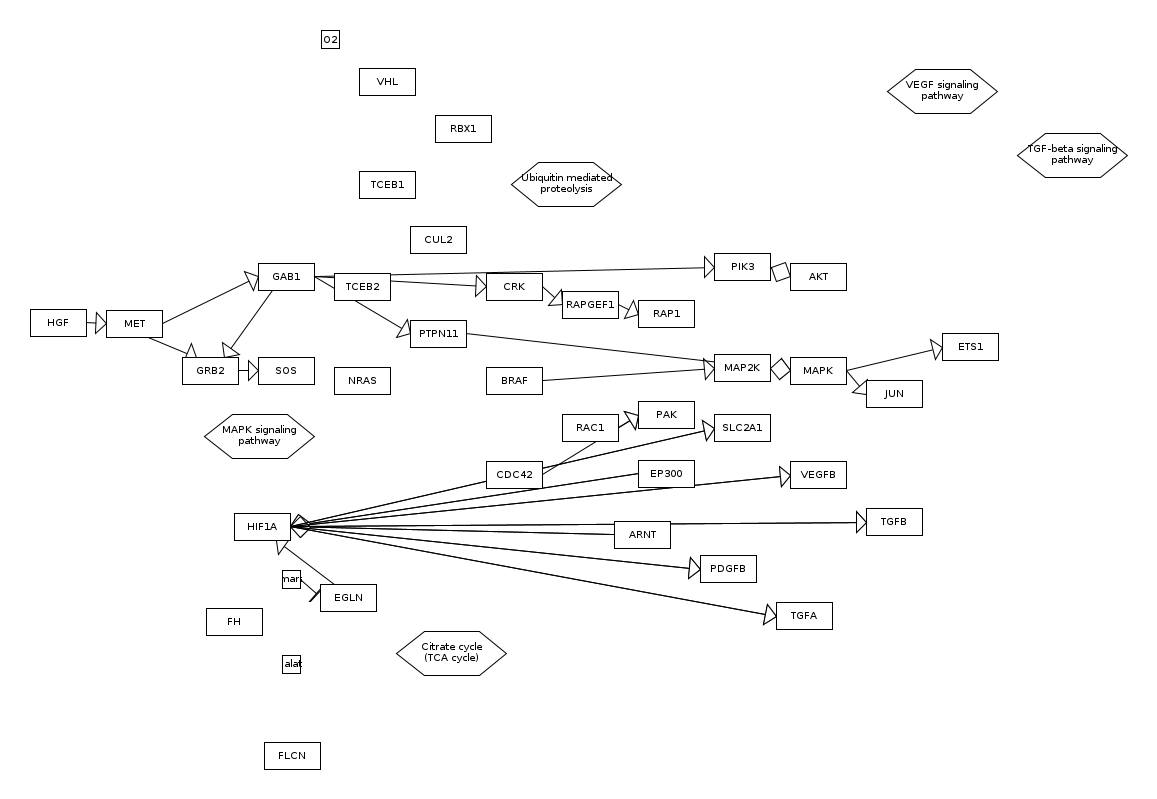 O2
VHL
VEGF signaling
pathway
RBX1
TGF-beta signaling
pathway
Ubiquitin mediated
proteolysis
TCEB1
CUL2
GAB1
TCEB2
CRK
PIK3
AKT
RAPGEF1
RAP1
HGF
MET
PTPN11
ETS1
GRB2
SOS
NRAS
BRAF
MAP2K
MAPK
JUN
MAPK signaling
pathway
RAC1
PAK
SLC2A1
CDC42
EP300
VEGFB
HIF1A
ARNT
TGFB
PDGFB
mar
EGLN
FH
TGFA
Citrate cycle
(TCA cycle)
alat
FLCN